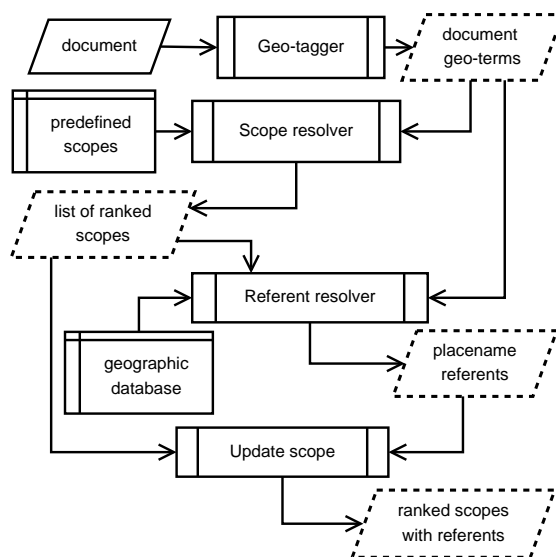 document
Geo-tagger
document
geo-terms
predefined
scopes
Scope resolver
list of ranked
scopes
Referent resolver
geographic
database
placename
referents
Update scope
ranked scopes
with referents